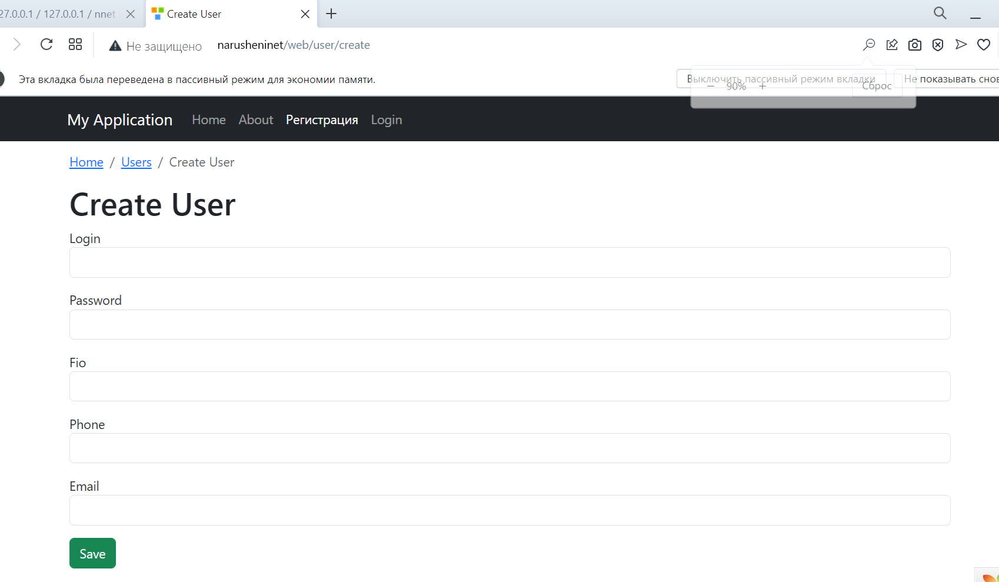 27.0.0.1 / 127.0.0.1 / nnet
Create User
Не защищено narusheninet/web/user/create
Эта вкладка была переведена в пассивный режим для экономии памяти.
Выключить пассивный режим вкладки
Не показывать снов
− 90% + Сброс
My Application Home About Регистрация Login
Home / Users / Create User
Create User
Login
Password
Fio
Phone
Email
Save